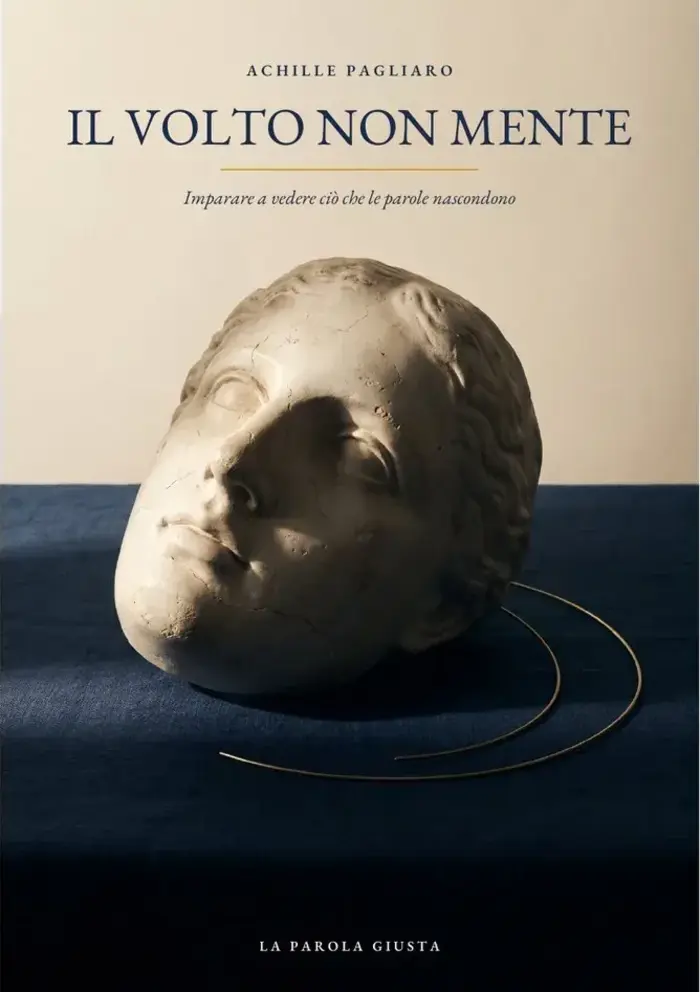 ACHILLE PAGLIARO
IL VOLTO NON MENTE
Imparare a vedere ciò che le parole nascondono
LA PAROLA GIUSTA